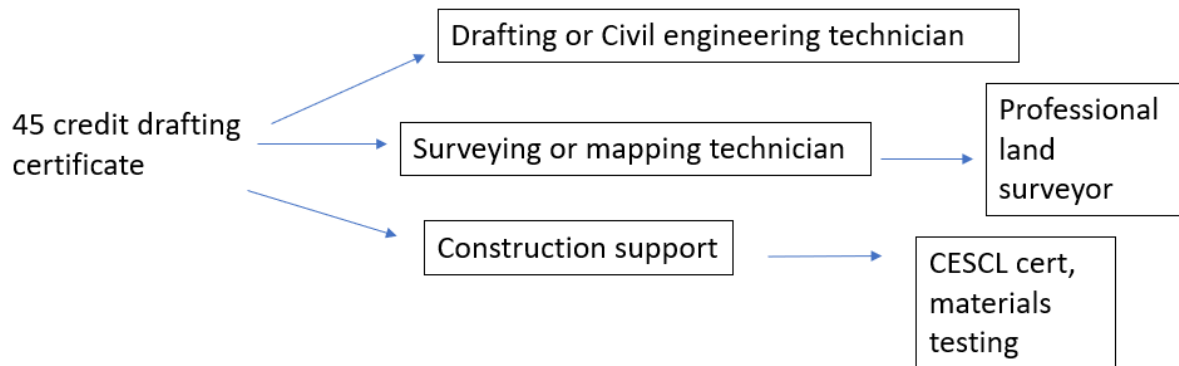 Drafting or Civil engineering technician
45 credit drafting
certificate
Surveying or mapping technician
Professional
land
surveyor
Construction support
CESCL cert,
materials
testing